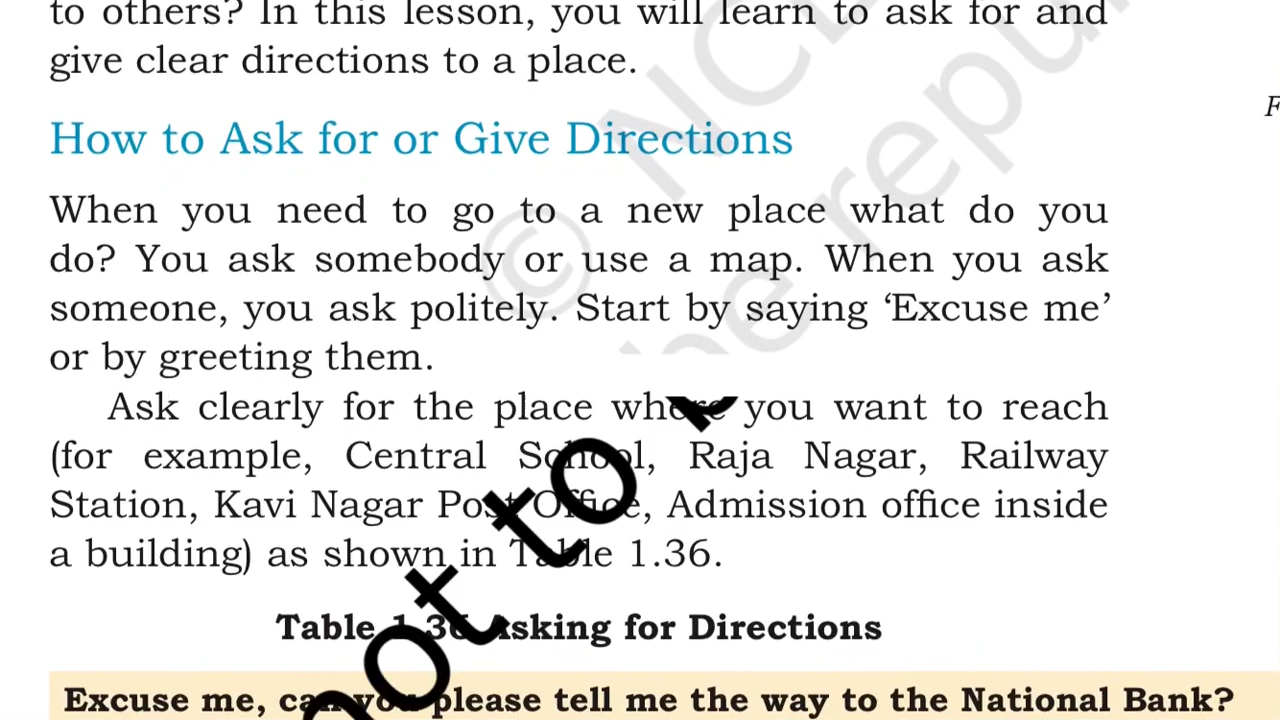 to others? In this lesson, you will learn to ask for and
give clear directions to a place.
How to Ask for or Give Directions
When you need to go to a new place what do you
do? You ask somebody or use a map. When you ask
someone, you ask politely. Start by saying ‘Excuse me’
or by greeting them.
Ask clearly for the place where you want to reach
(for example, Central School, Raja Nagar, Railway
Station, Kavi Nagar Post Office, Admission office inside
a building) as shown in Table 1.36.
Table 1.36 Asking for Directions
Excuse me, can you please tell me the way to the National Bank?
not to
be
©